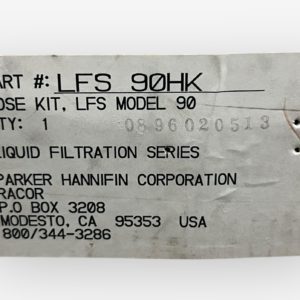 ART #: LFS 90HK
OSE KIT, LFS MODEL 90
TY: 1 0896020513
LIQUID FILTRATION SERIES
PARKER HANNIFIN CORPORATION
RACOR
P.O BOX 3208
MODESTO, CA 95353 USA
800/344-3286